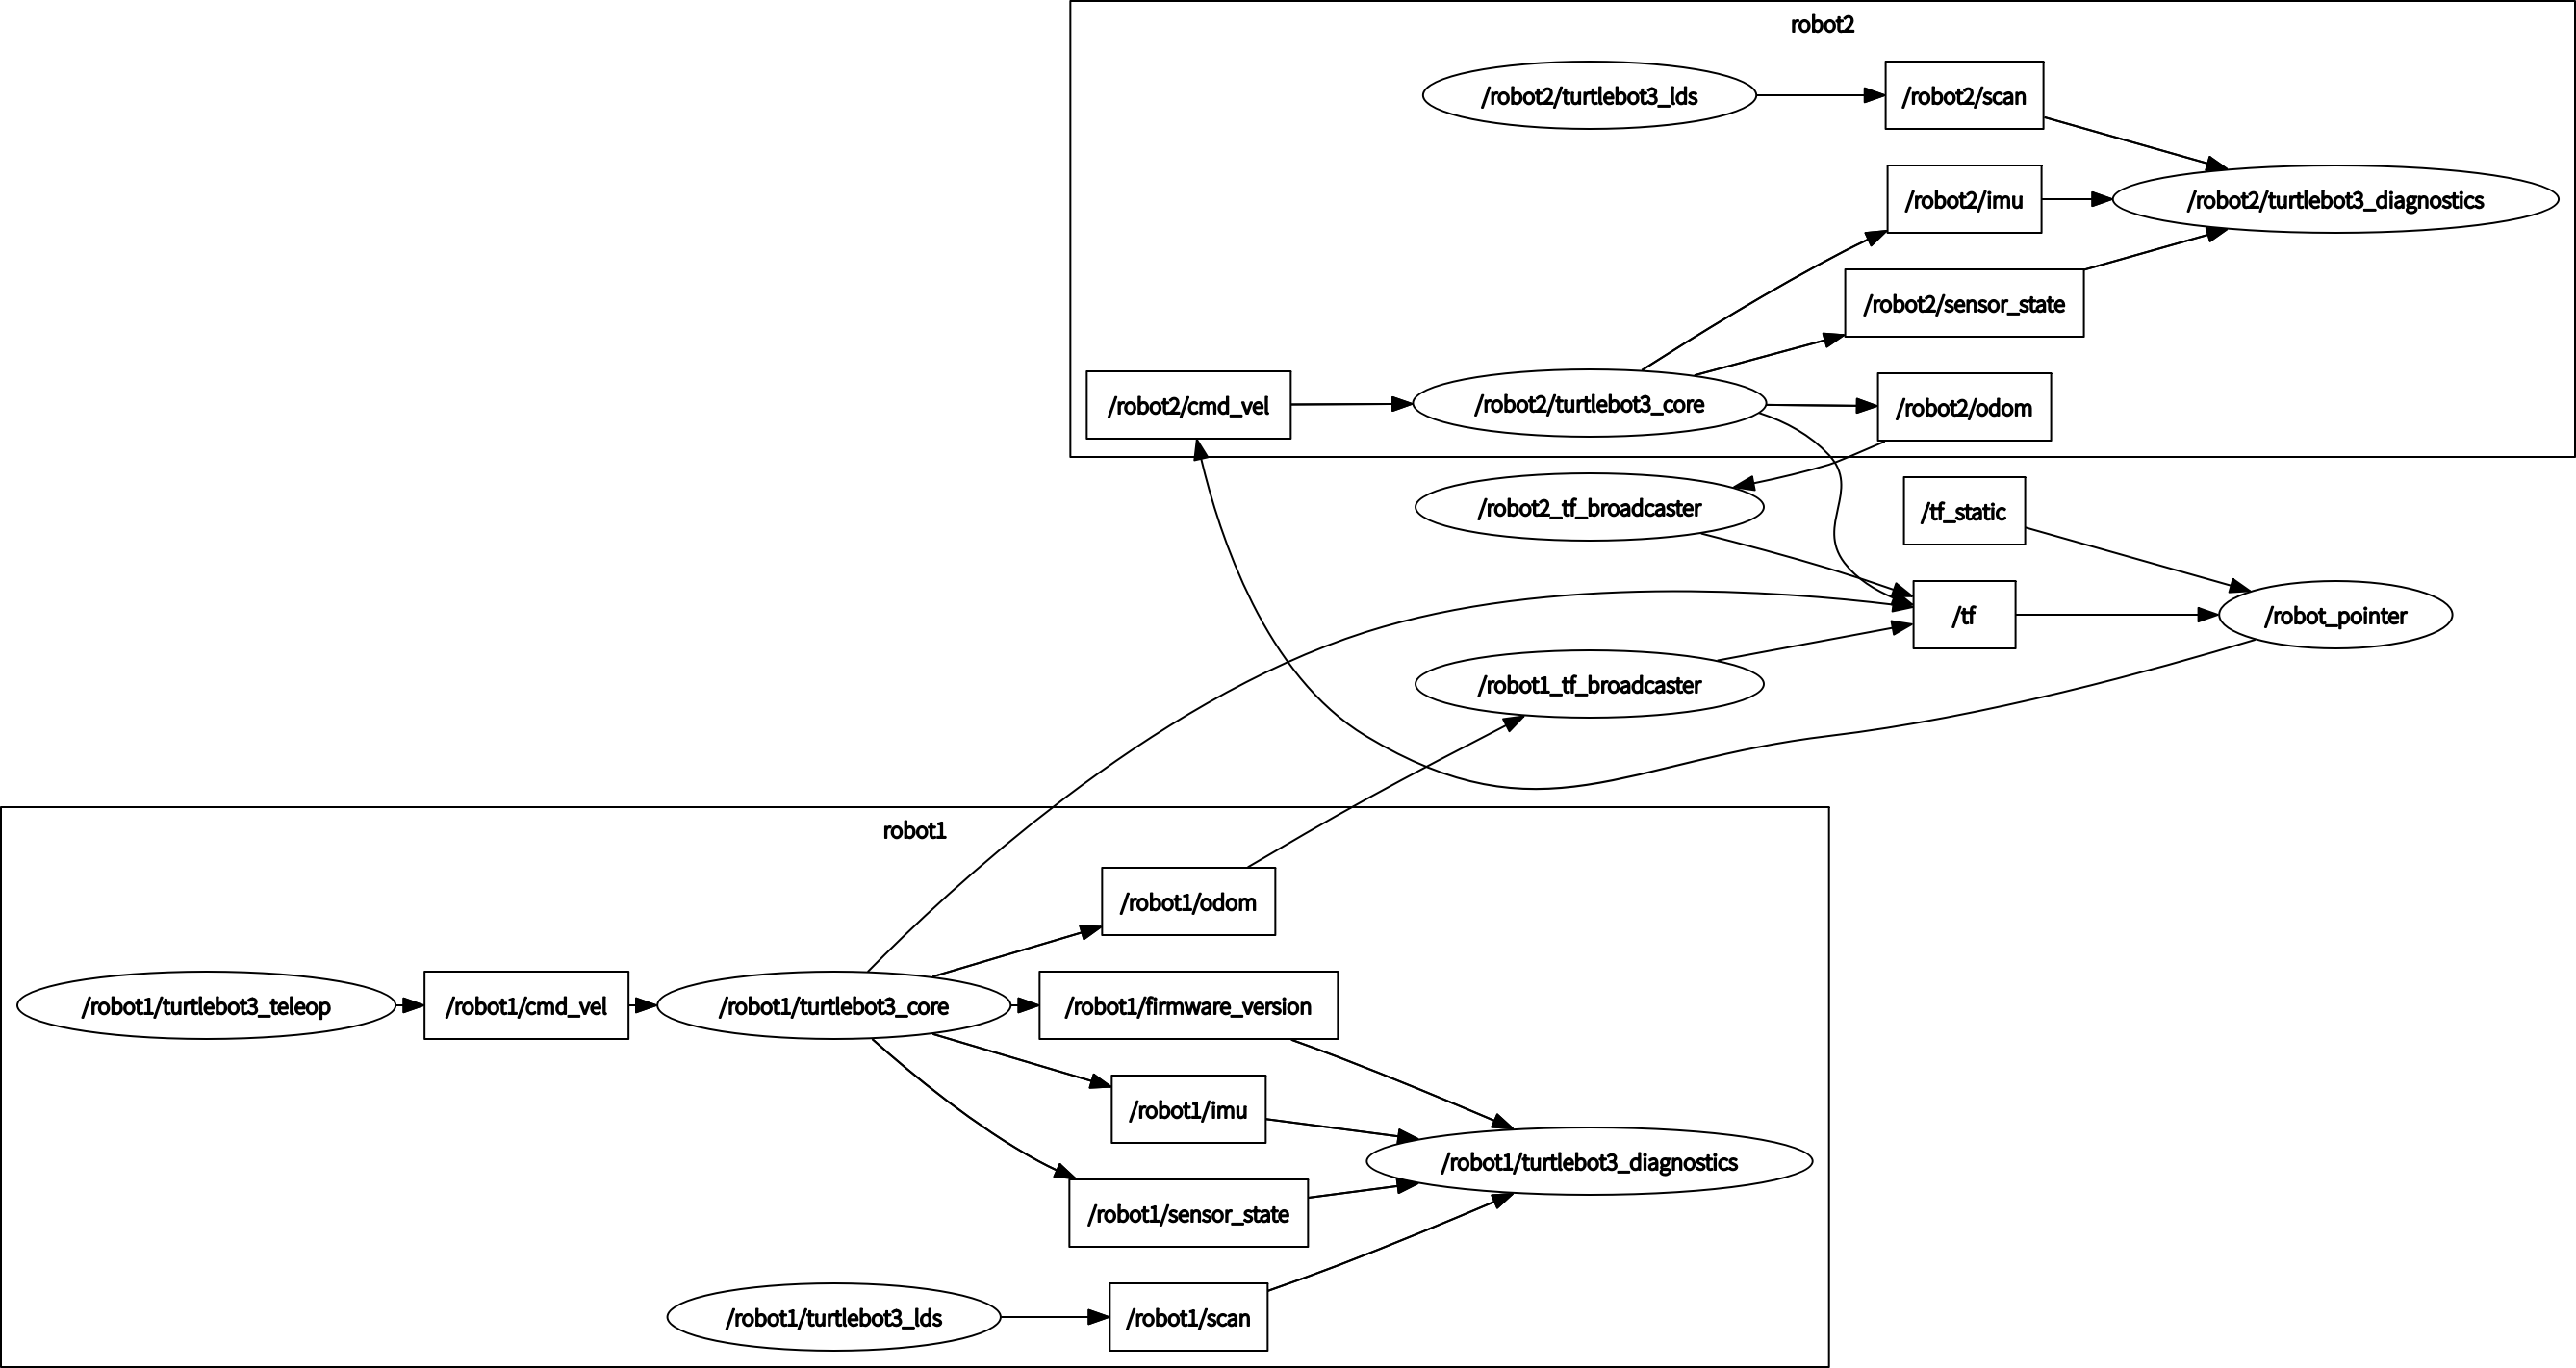 robot2
/robot2/turtlebot3_lds
/robot2/scan
/robot2/imu
/robot2/turtlebot3_diagnostics
/robot2/sensor_state
/robot2/cmd_vel
/robot2/turtlebot3_core
/robot2/odom
/robot2_tf_broadcaster
/tf_static
/tf
/robot_pointer
/robot1_tf_broadcaster
robot1
/robot1/odom
/robot1/turtlebot3_teleop
/robot1/cmd_vel
/robot1/turtlebot3_core
/robot1/firmware_version
/robot1/imu
/robot1/turtlebot3_diagnostics
/robot1/sensor_state
/robot1/turtlebot3_lds
/robot1/scan